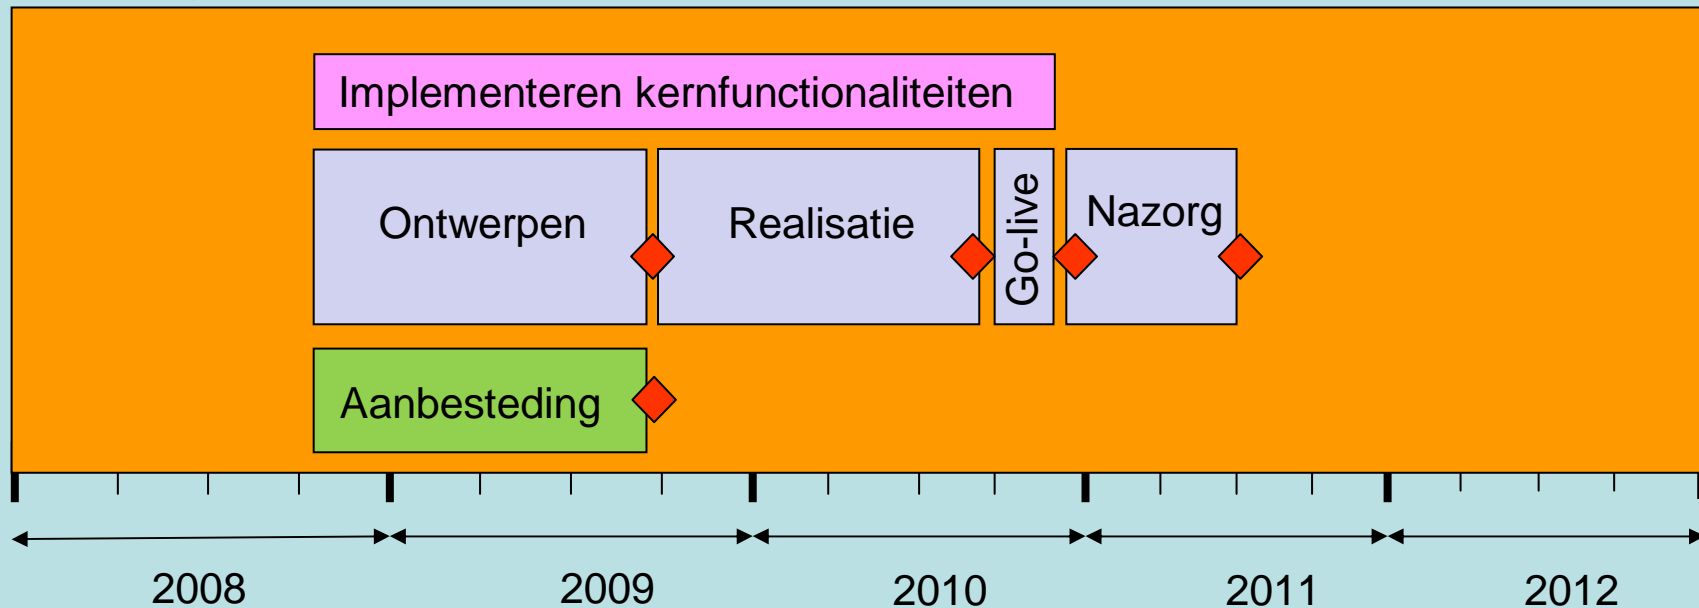 Implementeren kernfunctionaliteiten
Ontwerpen
Realisatie
Go-live
Nazorg
Aanbesteding
2008
2009
2010
2011
2012